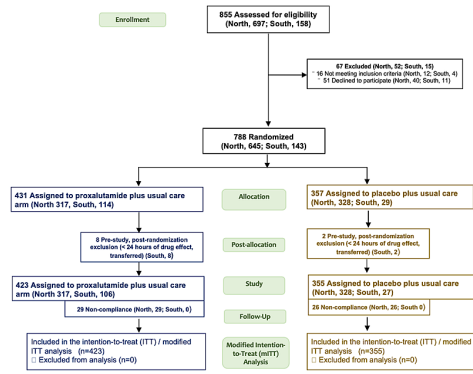 Enrollment
855 Assessed for eligibility
(North, 697; South, 158)
67 Excluded (North, 52; South, 15)
16 Not meeting inclusion criteria (North, 12; South, 4)
51 Declined to participate (North, 40; South, 11)
788 Randomized
(North, 645; South, 143)
431 Assigned to proxalutamide plus usual care
arm (North 317, South, 114)
Allocation
357 Assigned to placebo plus usual care
arm (North, 328; South, 29)
8 Pre-study, post-randomization
exclusion (< 24 hours of drug effect,
transferred) (South, 8)
Post-allocation
2 Pre-study, post-randomization
exclusion (< 24 hours of drug effect,
transferred) (South, 2)
423 Assigned to proxalutamide plus usual care
arm (North 317, South, 106)
Study
355 Assigned to placebo plus usual care
arm (North, 328; South, 27)
29 Non-compliance (North, 29; South, 0)
Follow-Up
26 Non-compliance (North, 26; South 0)
Included in the intention-to-treat (ITT) / modified
ITT analysis (n=423)
□ Excluded from analysis (n=0)
Modified Intention-
to-Treat (mITT)
Analysis
Included in the intention-to-treat (ITT) / modified
ITT analysis (n=355)
□ Excluded from analysis (n=0)